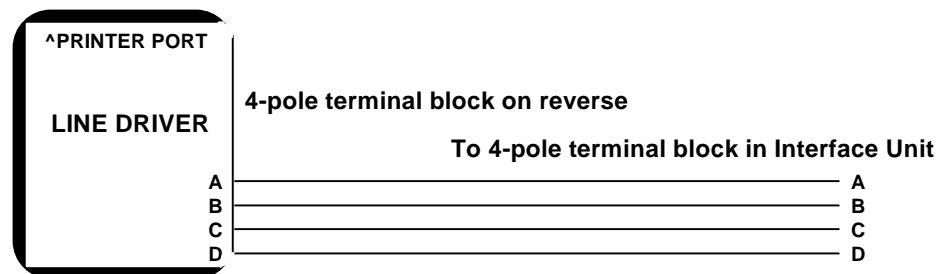 ^PRINTER PORT
4-pole terminal block on reverse
LINE DRIVER
To 4-pole terminal block in Interface Unit
A A
B B
C C
D D